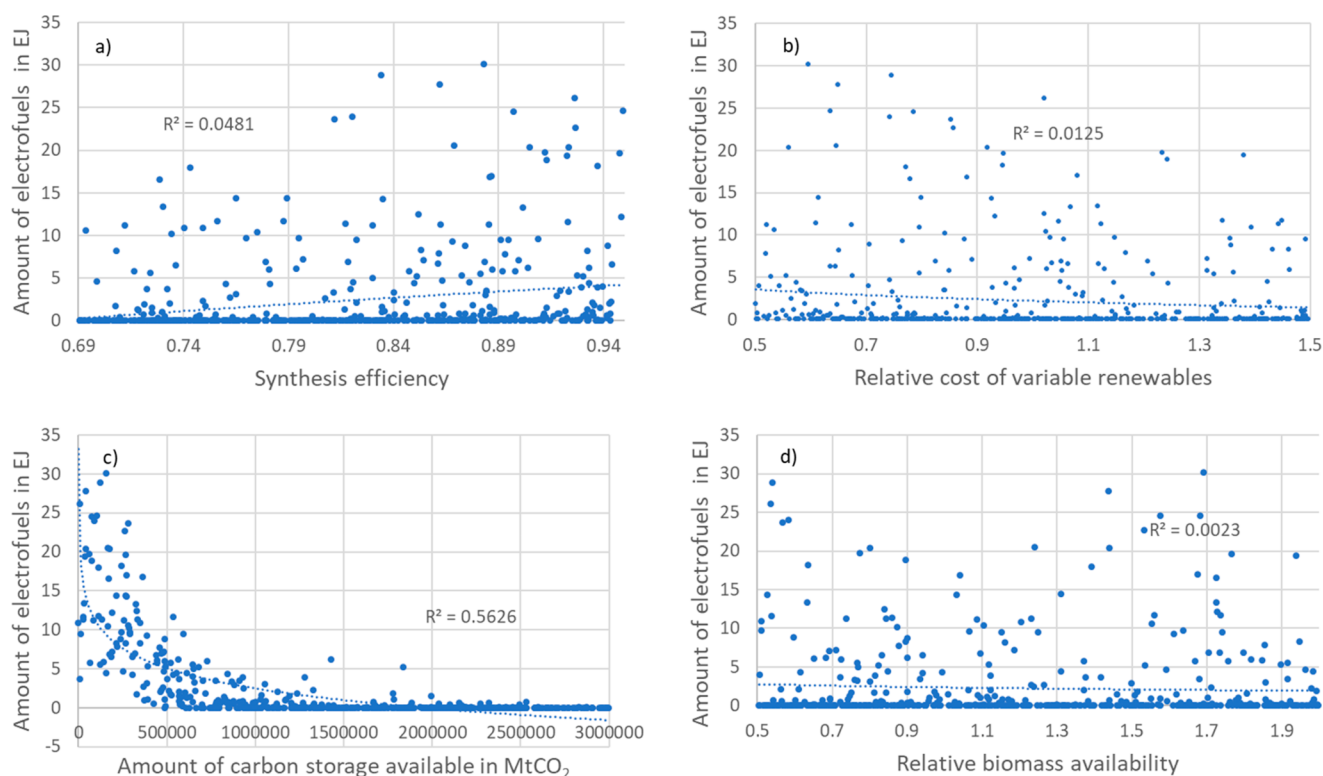 a)
Amount of electrofuels in EJ
35
30
25
20
15
10
5
0
R² = 0.0481
0.69 0.74 0.79 0.84 0.89 0.94
Synthesis efficiency
b)
Amount of electrofuels in EJ
35
30
25
20
15
10
5
0
R² = 0.0125
0.5 0.7 0.9 1.1 1.3 1.5
Relative cost of variable renewables
c)
Amount of electrofuels in EJ
35
30
25
20
15
10
5
0
-5
R² = 0.5626
0 500000 1000000 1500000 2000000 2500000 3000000
Amount of carbon storage available in MtCO₂
d)
Amount of electrofuels in EJ
35
30
25
20
15
10
5
0
R² = 0.0023
0.5 0.7 0.9 1.1 1.3 1.5 1.7 1.9
Relative biomass availability